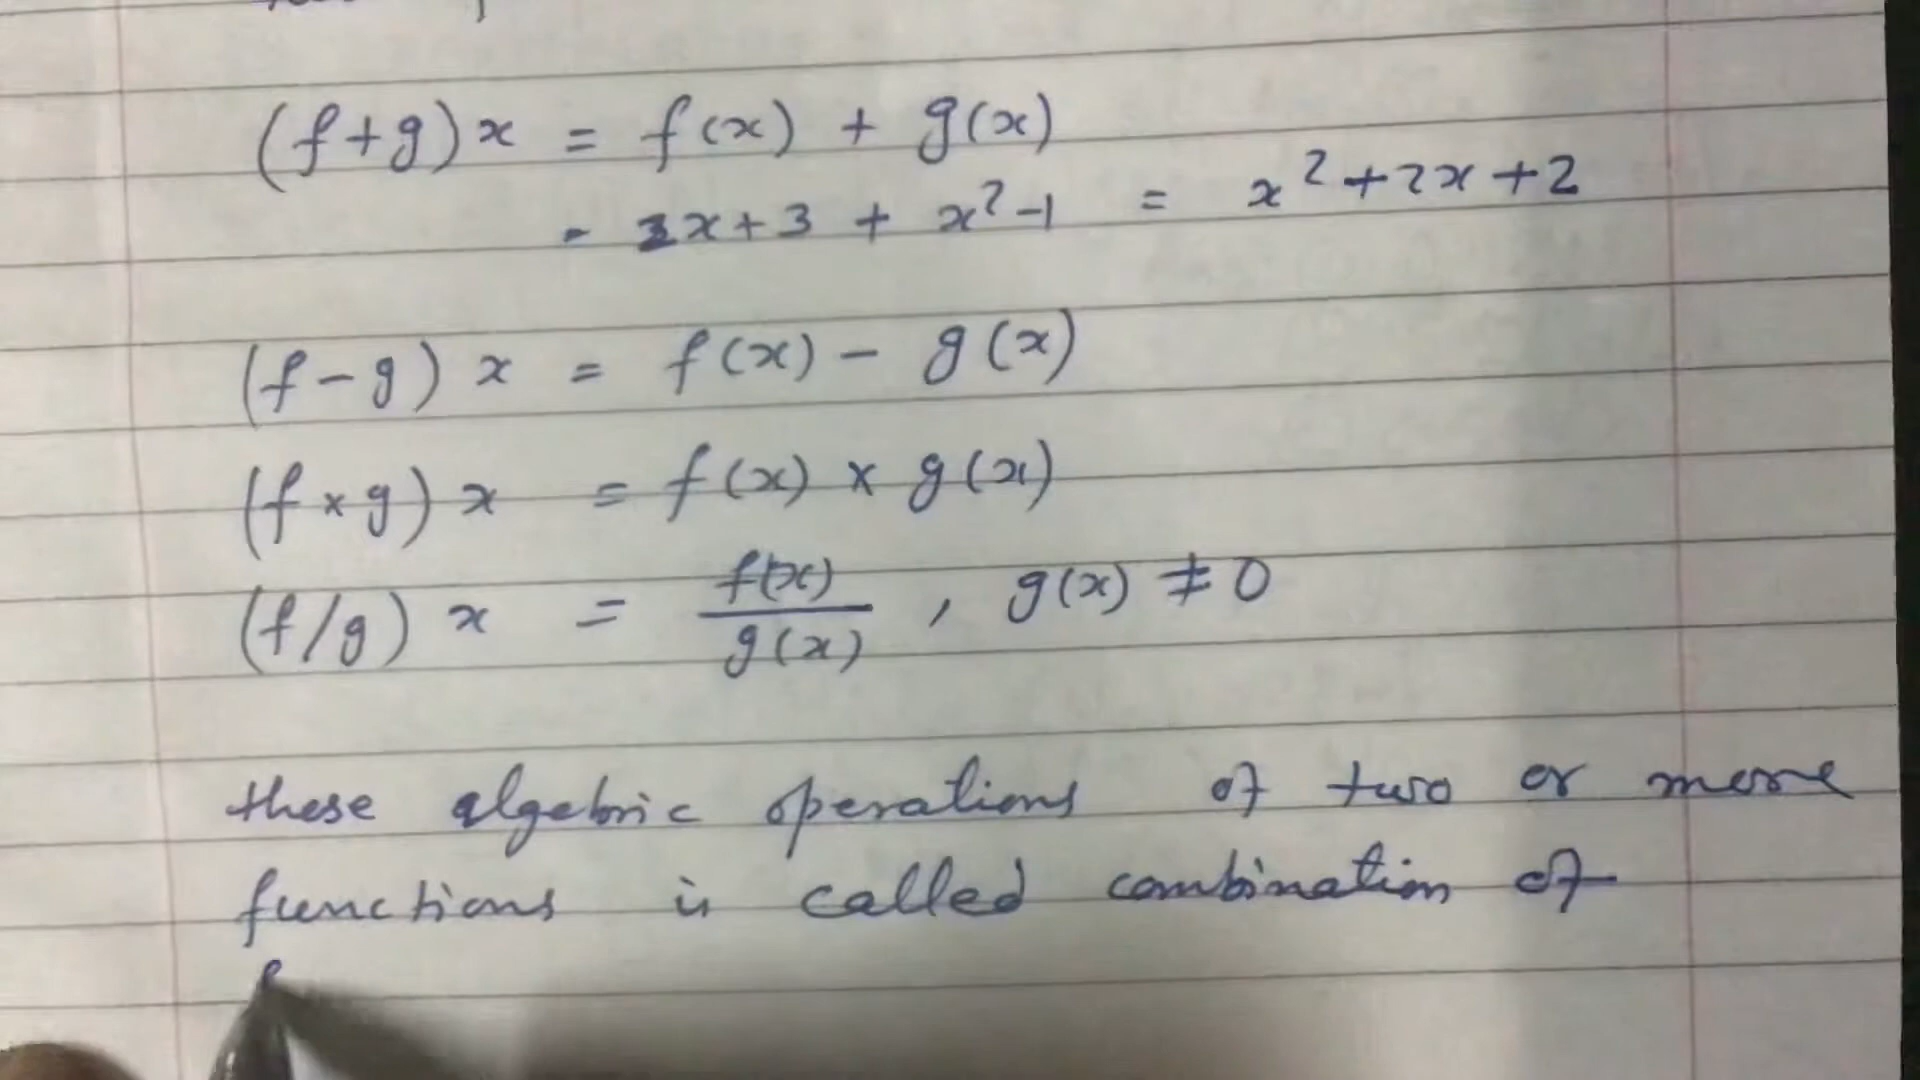 (f+g)x = f(x) + g(x)
= 2x+3 + x²-1 = x²+2x+2
(f-g) x = f(x) - g(x)
(f×g) x = f(x) × g(x)
(f/g) x = f(x)/g(x) , g(x) ≠ 0
these algebric operations of two or more
functions is called combination of